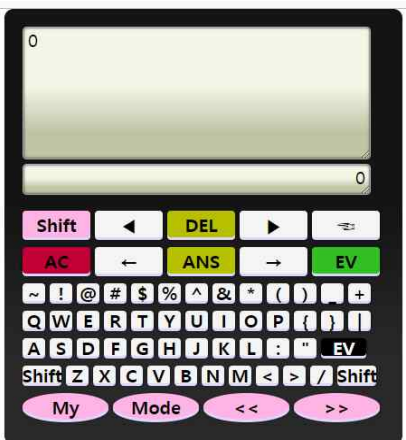 0
0
Shift ◀ DEL ▶ ☜
AC ← ANS → EV
~ ! @ # $ % ^ & * ( ) _ +
Q W E R T Y U I O P { } |
A S D F G H J K L : " EV
Shift Z X C V B N M < > / Shift
My Mode << >>